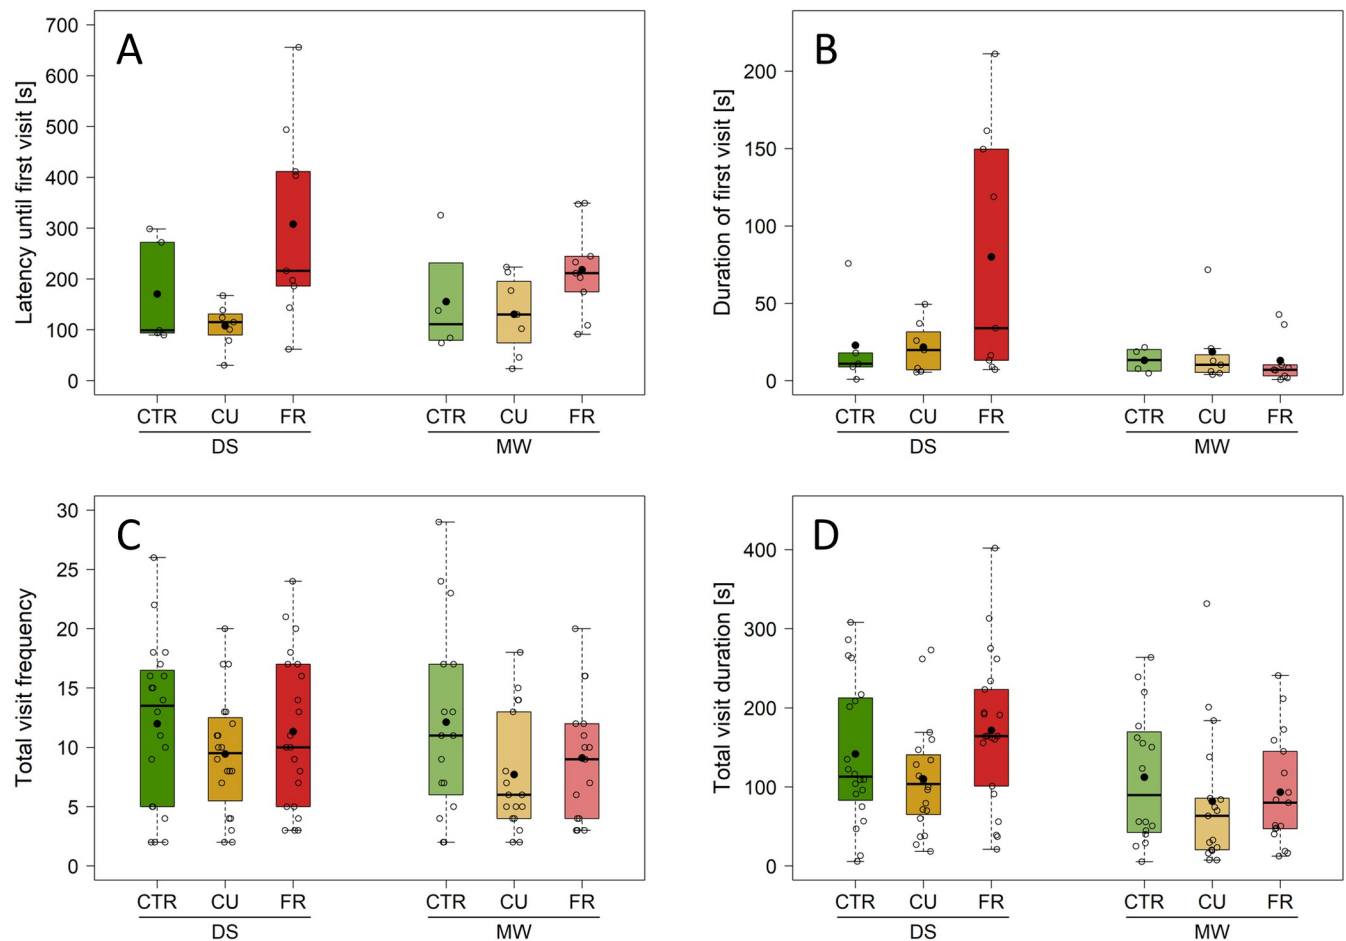 A
Latency until first visit [s]
700
600
500
400
300
200
100
0
CTR CU FR CTR CU FR
DS MW
B
Duration of first visit [s]
200
150
100
50
0
CTR CU FR CTR CU FR
DS MW
C
Total visit frequency
30
25
20
15
10
5
0
CTR CU FR CTR CU FR
DS MW
D
Total visit duration [s]
400
300
200
100
0
CTR CU FR CTR CU FR
DS MW